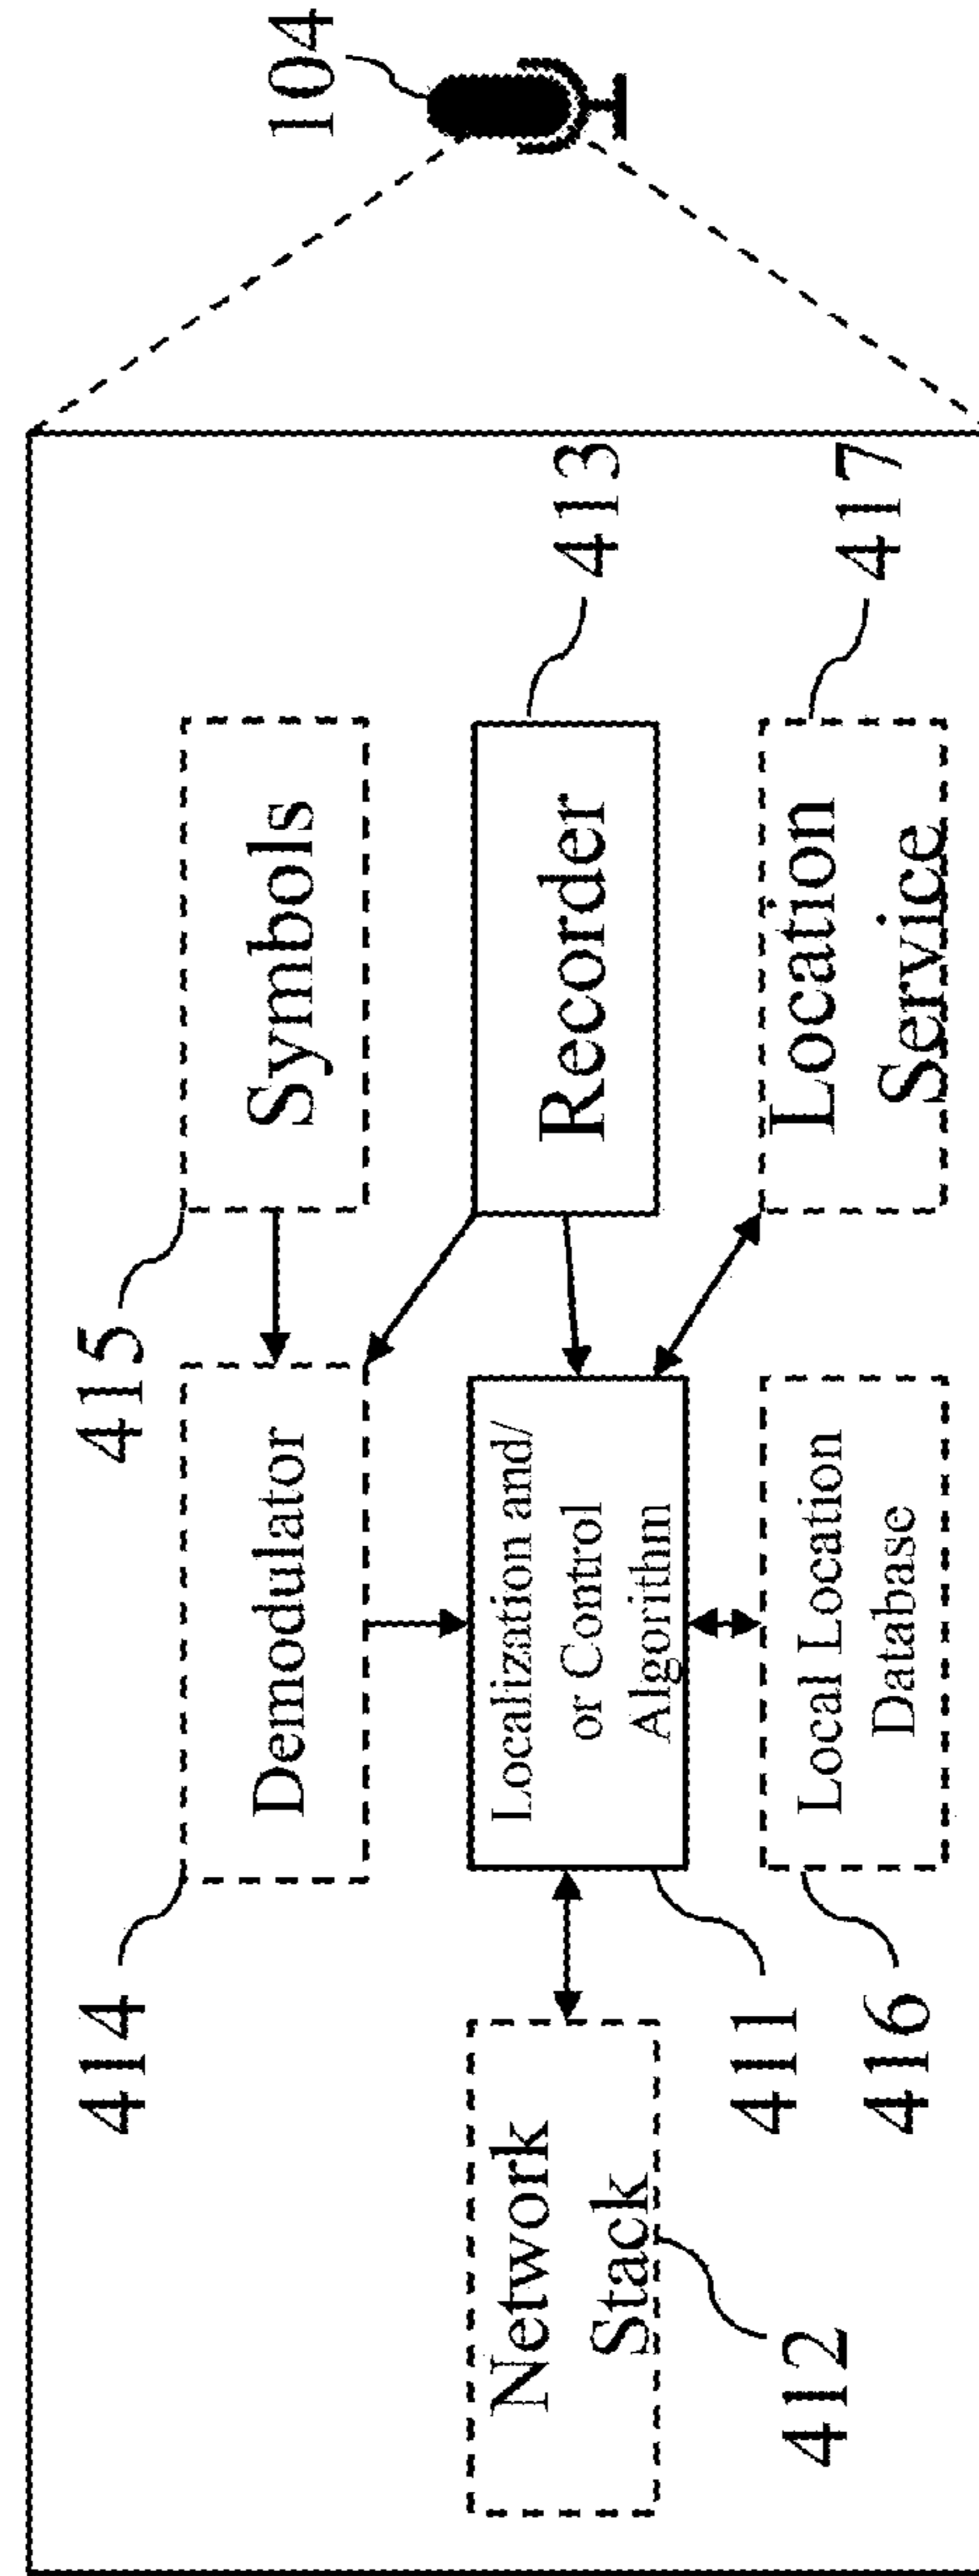 104
415
Symbols
414
Demodulator
413
Recorder
Localization and/
or Control
Algorithm
Network
Stack
412
411
417
Location
Service
Local Location
Database
416